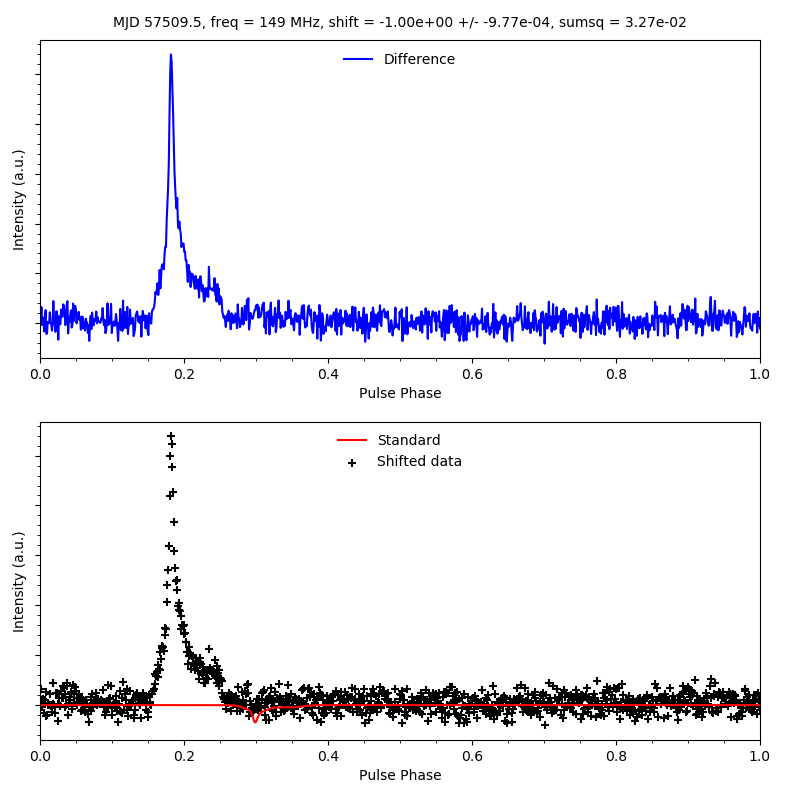 MJD 57509.5, freq = 149 MHz, shift = -1.00e+00 +/- -9.77e-04, sumsq = 3.27e-02
Difference
Intensity (a.u.)
0.0 0.2 0.4 0.6 0.8 1.0
Pulse Phase
Standard
Shifted data
Intensity (a.u.)
0.0 0.2 0.4 0.6 0.8 1.0
Pulse Phase